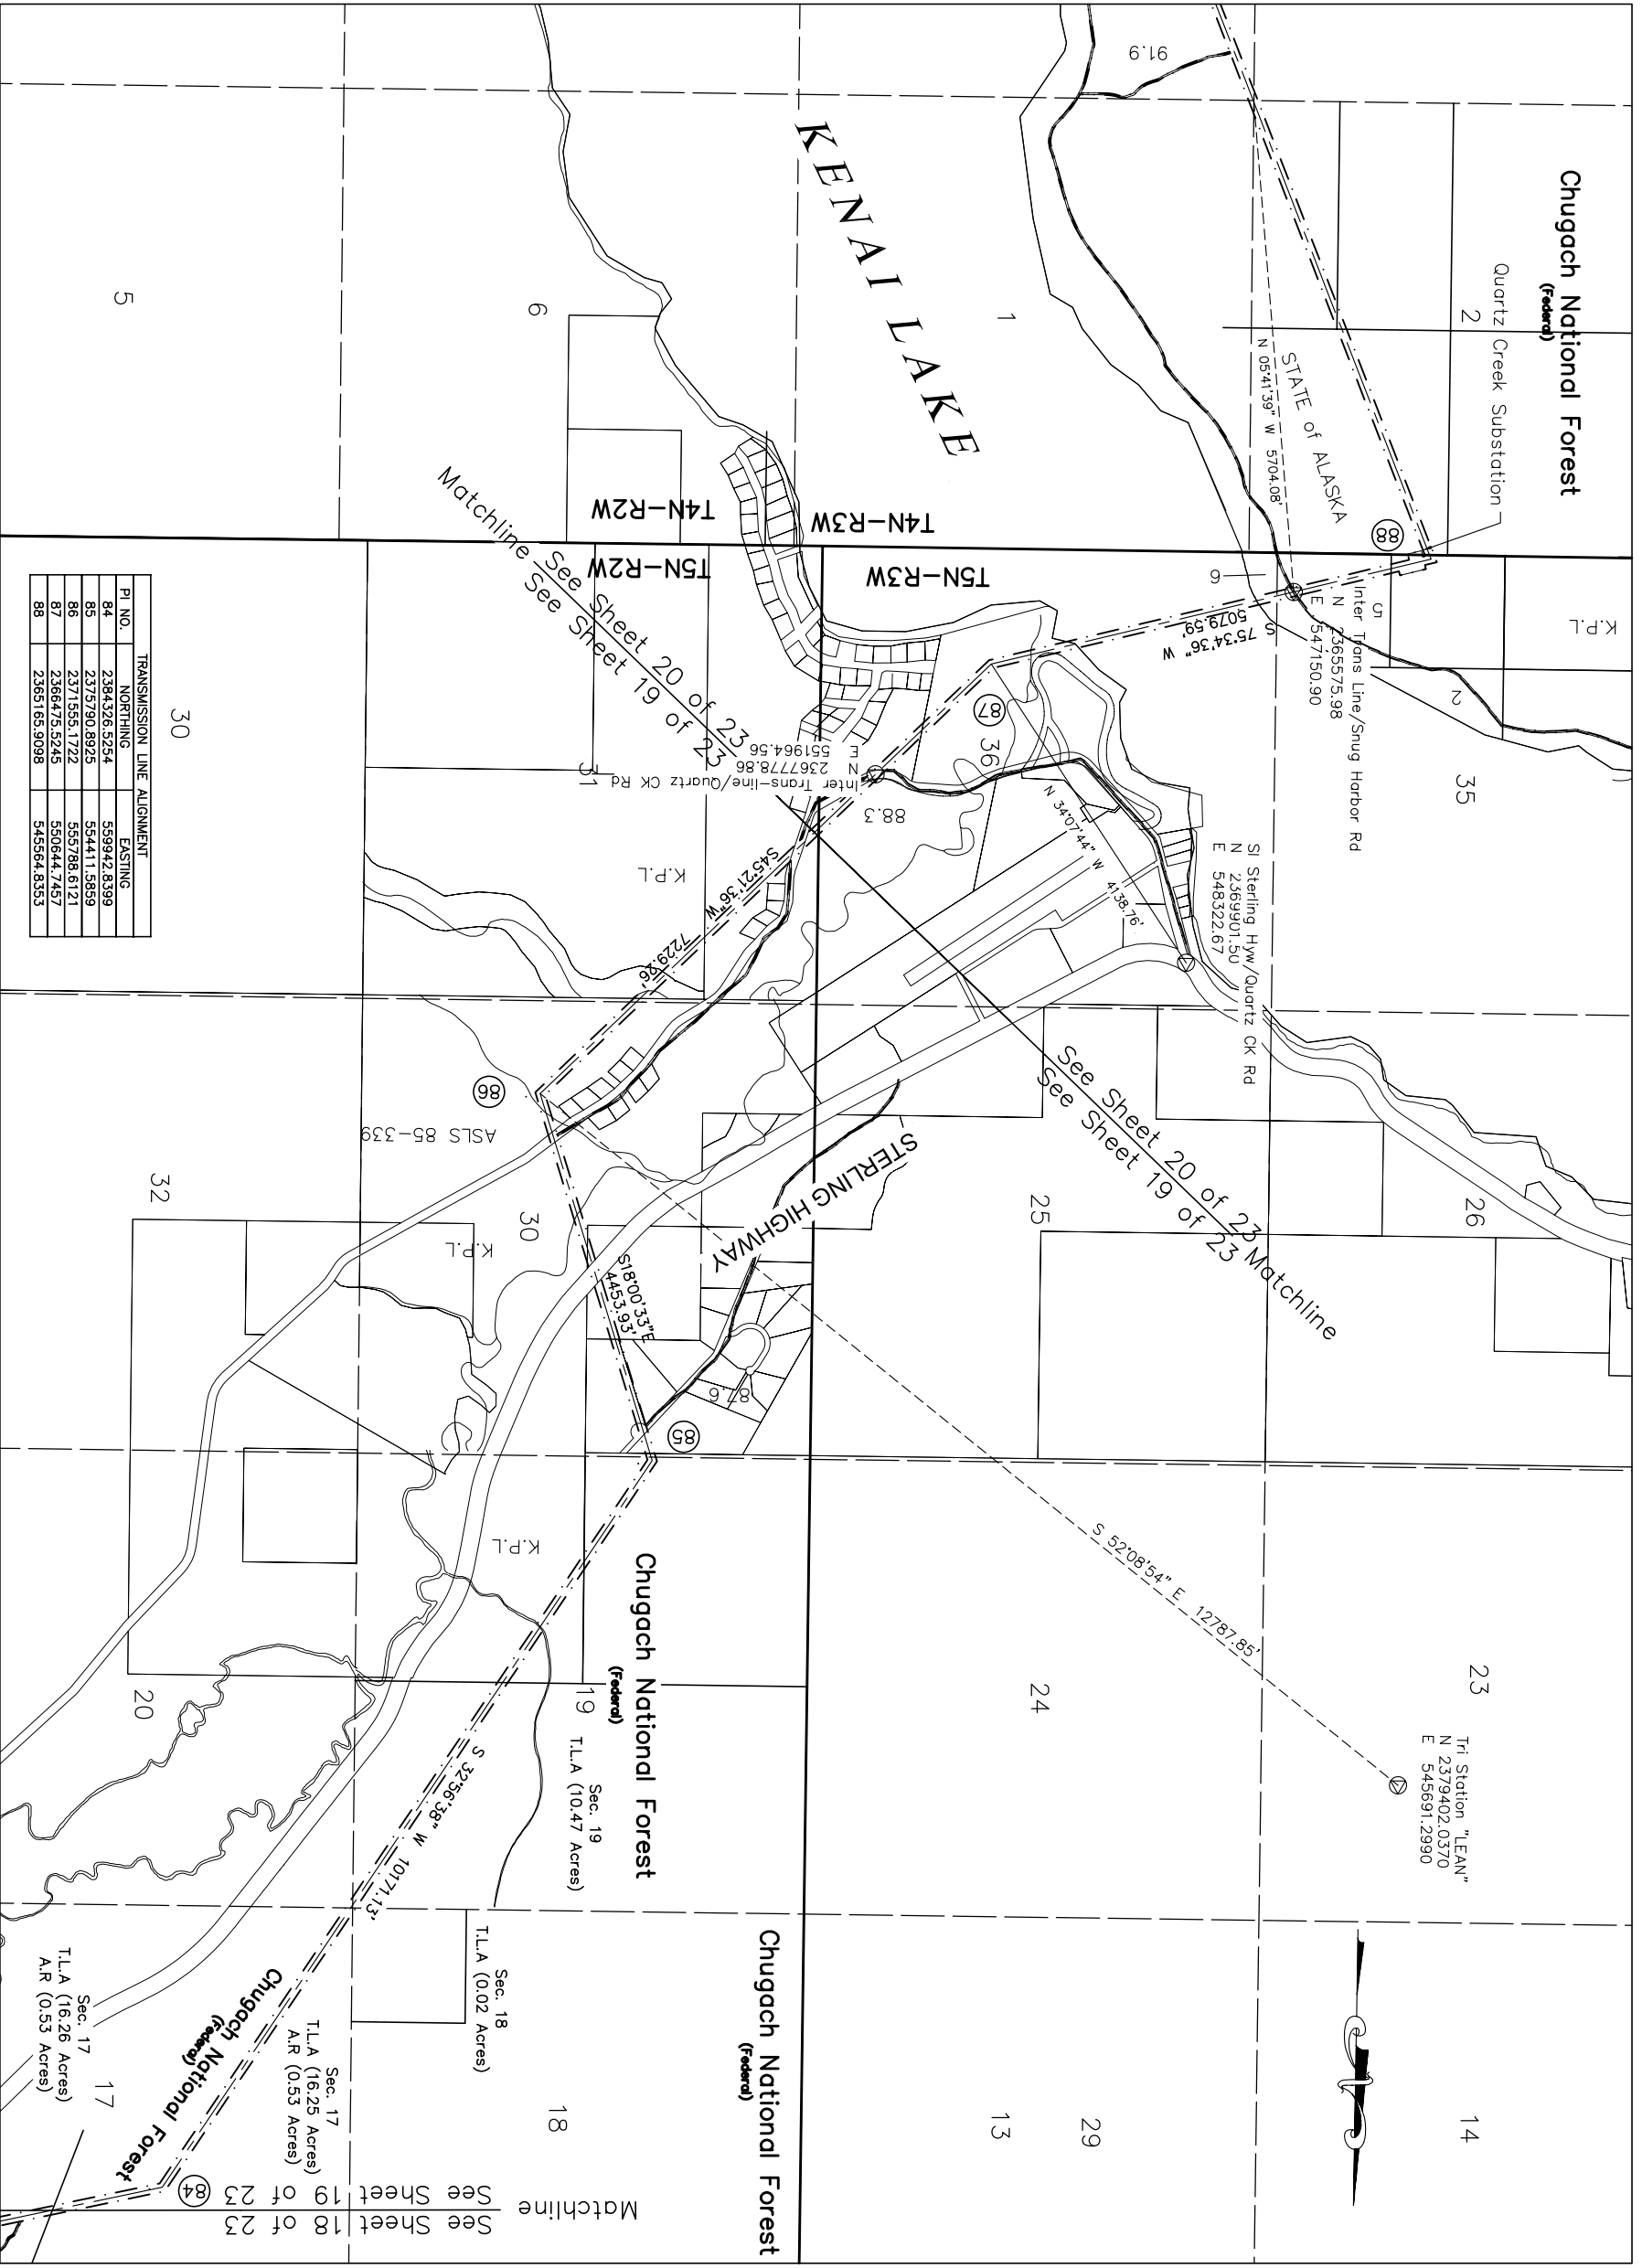 Chugach National Forest
(Federal)
Quartz Creek Substation
2
K.P.L
STATE of ALASKA
N 05°41'39" W 5704.08'
88
91.9
KENAI LAKE
1
6
5
5
2
6
35
Inter Trans Line/Snug Harbor Rd
N 2365575.98
E 547150.90
S 75°34'36" W
5079.59'
T4N-R3W
T4N-R2W
T5N-R3W
T5N-R2W
87
36
Matchline
See Sheet 20 of 23
See Sheet 19 of 23
Inter Trans-line/Quartz CK Rd
N 2367778.86
E 551964.56
31
88.3
N 34°07'44" W 4138.76'
SI Sterling Hyw/Quartz CK Rd
N 2369901.50
E 548322.67
K.P.L
S45°21'36"W
7229.26'
See Sheet 20 of 23
See Sheet 19 of 23
Matchline
86
ASLS 85-339
STERLING HIGHWAY
30
32
30
25
26
K.P.L
S18°00'33"E
4453.93'
87.6
85
S 52°08'54" E 12787.85'
K.P.L
Chugach National Forest
(Federal)
19
Sec. 19
T.L.A (10.47 Acres)
20
24
23
Tri Station "LEAN"
N 2379402.0370
E 545691.2990
S 32°56'38" W 10171.13'
Chugach National Forest
(Federal)
Sec. 18
T.L.A (0.02 Acres)
Sec. 17
T.L.A (16.25 Acres)
A.R (0.53 Acres)
Chugach National Forest
(Federal)
Sec. 17
T.L.A (16.26 Acres)
A.R (0.53 Acres)
17
18
13
29
14
84
Matchline
See Sheet 19 of 23
See Sheet 18 of 23
TRANSMISSION LINE ALIGNMENT
PI NO. NORTHING EASTING
84 2384326.5254 559942.8399
85 2375790.8925 554411.5859
86 2371555.1722 555788.6121
87 2366475.5245 550644.7457
88 2365165.9098 545564.8353